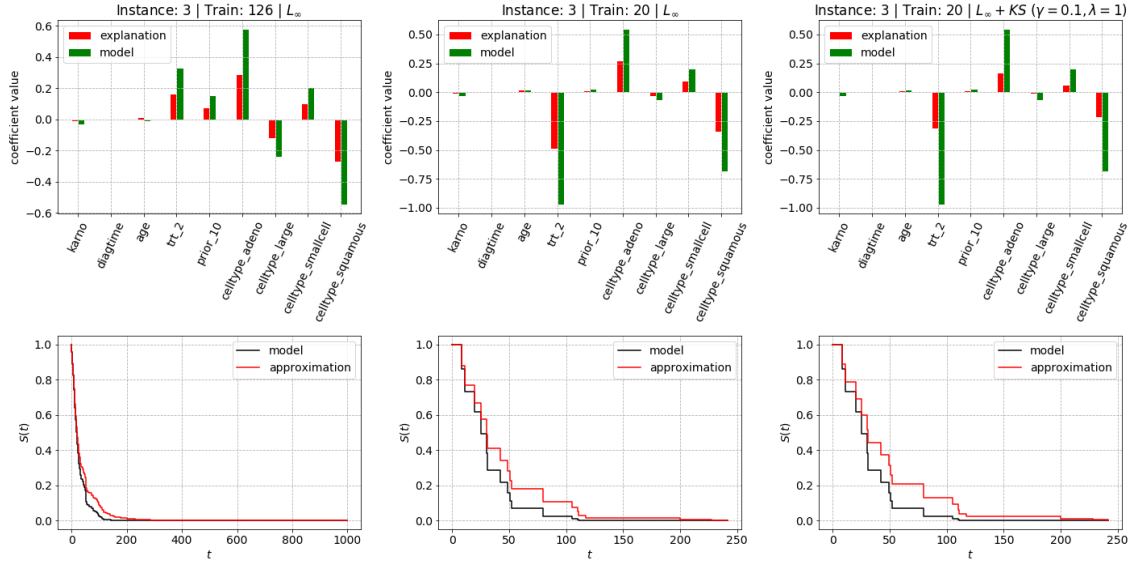 Instance: 3 | Train: 126 | L∞
0.6
0.4
0.2
0.0
−0.2
−0.4
−0.6
coefficient value
explanation
model
karno
diagtime
age
trt_2
prior_10
celltype_adeno
celltype_large
celltype_smallcell
celltype_squamous
Instance: 3 | Train: 20 | L∞
0.50
0.25
0.00
−0.25
−0.50
−0.75
−1.00
coefficient value
explanation
model
karno
diagtime
age
trt_2
prior_10
celltype_adeno
celltype_large
celltype_smallcell
celltype_squamous
Instance: 3 | Train: 20 | L∞ + KS (γ = 0.1, λ = 1)
0.50
0.25
0.00
−0.25
−0.50
−0.75
−1.00
coefficient value
explanation
model
karno
diagtime
age
trt_2
prior_10
celltype_adeno
celltype_large
celltype_smallcell
celltype_squamous
1.0
0.8
0.6
0.4
0.2
0.0
S(t)
model
approximation
0 200 400 600 800 1000
t
1.0
0.8
0.6
0.4
0.2
0.0
S(t)
model
approximation
0 50 100 150 200 250
t
1.0
0.8
0.6
0.4
0.2
0.0
S(t)
model
approximation
0 50 100 150 200 250
t